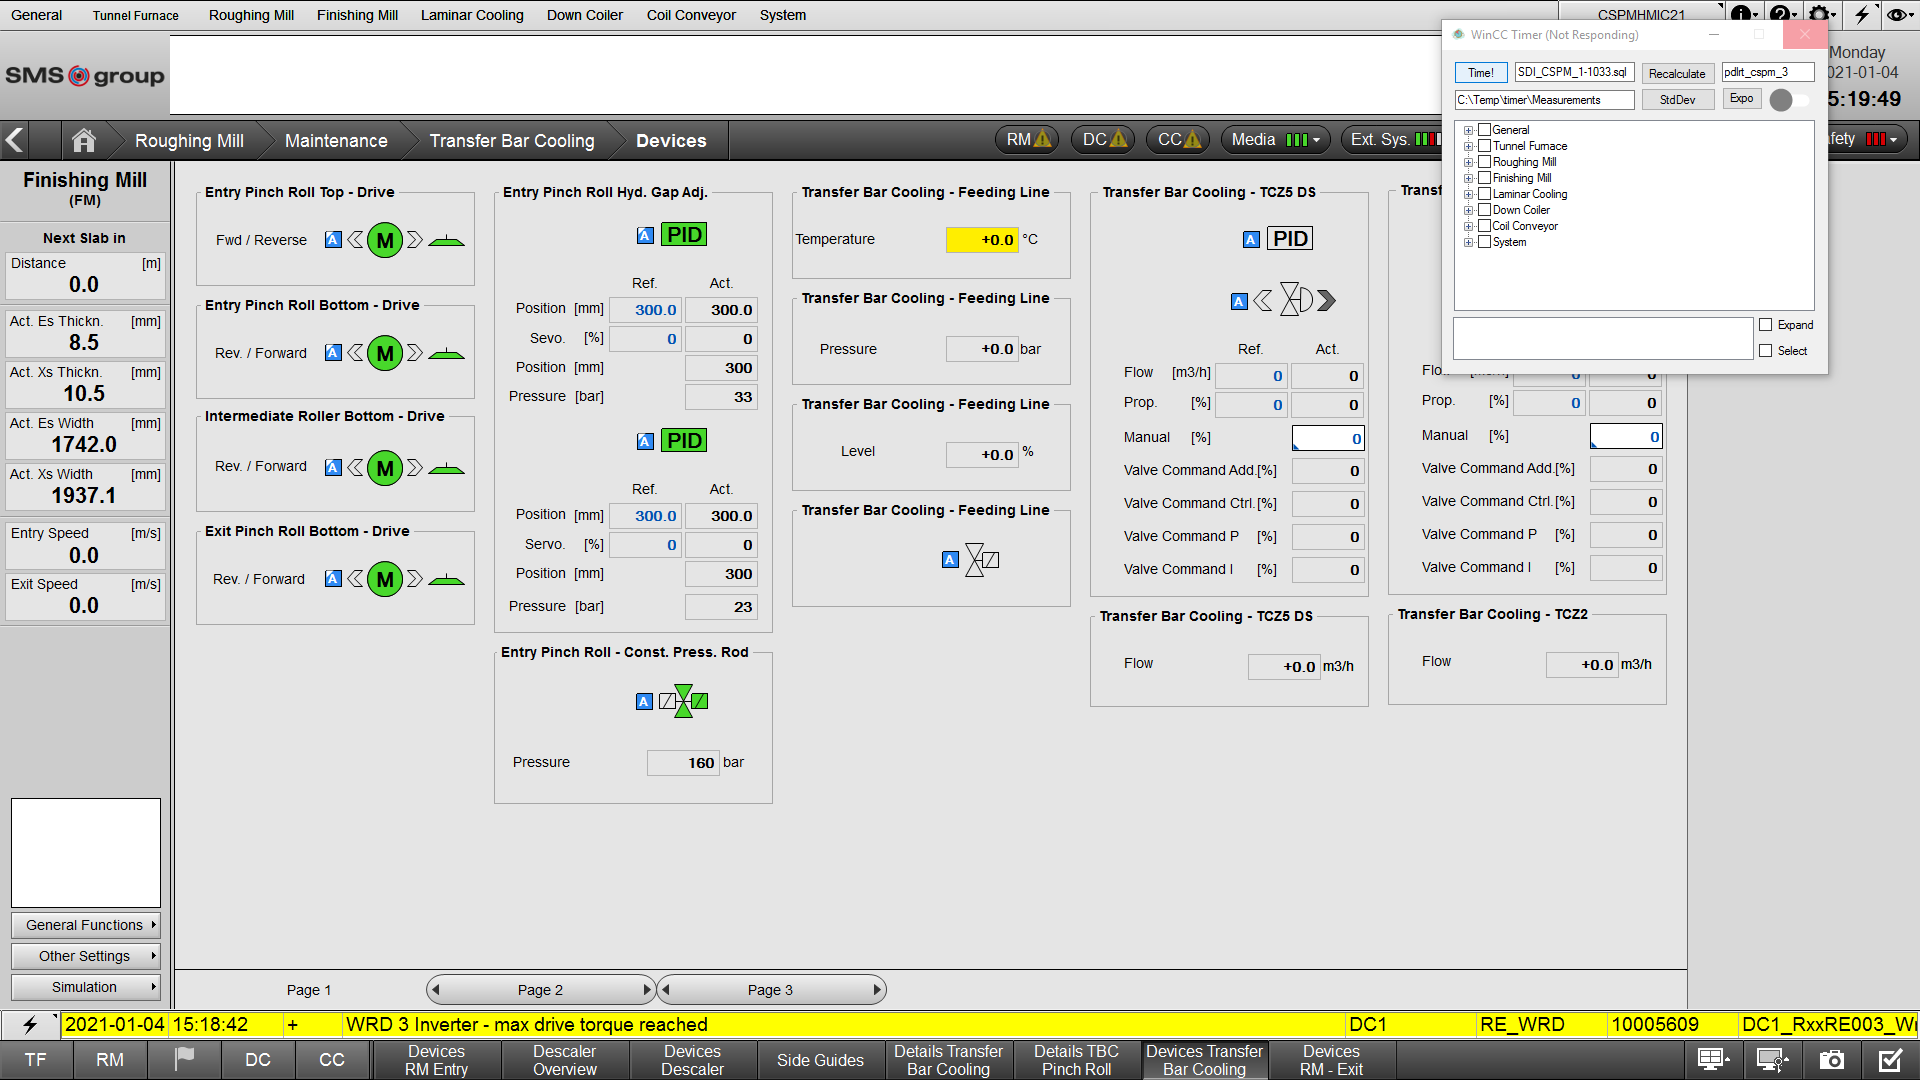 General Tunnel Furnace Roughing Mill Finishing Mill Laminar Cooling Down Coiler Coil Conveyor System CSPMHMIC21
SMS group
WinCC Timer (Not Responding)
Time! SDI_CSPM_1-1033.sql Recalculate pdlrt_cspm_3
C:\Temp\timer\Measurements StdDev Expo
General
Tunnel Furnace
Roughing Mill
Finishing Mill
Laminar Cooling
Down Coiler
Coil Conveyor
System
Expand
Select
Monday
021-01-04
5:19:49
Roughing Mill Maintenance Transfer Bar Cooling Devices RM DC CC Media Ext. Sys. afety
Finishing Mill
(FM)
Next Slab in
Distance [m]
0.0
Act. Es Thickn. [mm]
8.5
Act. Xs Thickn. [mm]
10.5
Act. Es Width [mm]
1742.0
Act. Xs Width [mm]
1937.1
Entry Speed [m/s]
0.0
Exit Speed [m/s]
0.0
General Functions
Other Settings
Simulation
Entry Pinch Roll Top - Drive
Fwd / Reverse A M
Entry Pinch Roll Bottom - Drive
Rev. / Forward A M
Intermediate Roller Bottom - Drive
Rev. / Forward A M
Exit Pinch Roll Bottom - Drive
Rev. / Forward A M
Entry Pinch Roll Hyd. Gap Adj.
A PID
Ref. Act.
Position [mm] 300.0 300.0
Sevo. [%] 0 0
Position [mm] 300
Pressure [bar] 33
A PID
Ref. Act.
Position [mm] 300.0 300.0
Servo. [%] 0 0
Position [mm] 300
Pressure [bar] 23
Entry Pinch Roll - Const. Press. Rod
A
Pressure 160 bar
Transfer Bar Cooling - Feeding Line
Temperature +0.0 °C
Transfer Bar Cooling - Feeding Line
Pressure +0.0 bar
Transfer Bar Cooling - Feeding Line
Level +0.0 %
Transfer Bar Cooling - Feeding Line
A
Transfer Bar Cooling - TCZ5 DS
A PID
A
Ref. Act.
Flow [m3/h] 0 0
Prop. [%] 0 0
Manual [%] 0
Valve Command Add.[%] 0
Valve Command Ctrl.[%] 0
Valve Command P [%] 0
Valve Command I [%] 0
Transfer Bar Cooling - TCZ5 DS
Flow +0.0 m3/h
Transf
Flow 0 0
Prop. [%] 0 0
Manual [%] 0
Valve Command Add.[%] 0
Valve Command Ctrl.[%] 0
Valve Command P [%] 0
Valve Command I [%] 0
Transfer Bar Cooling - TCZ2
Flow +0.0 m3/h
Page 1 Page 2 Page 3
2021-01-04 15:18:42 + WRD 3 Inverter - max drive torque reached DC1 RE_WRD 10005609 DC1_RxxRE003_Wr
TF RM DC CC
Devices RM Entry
Descaler Overview
Devices Descaler
Side Guides
Details Transfer Bar Cooling
Details TBC Pinch Roll
Devices Transfer Bar Cooling
Devices RM - Exit